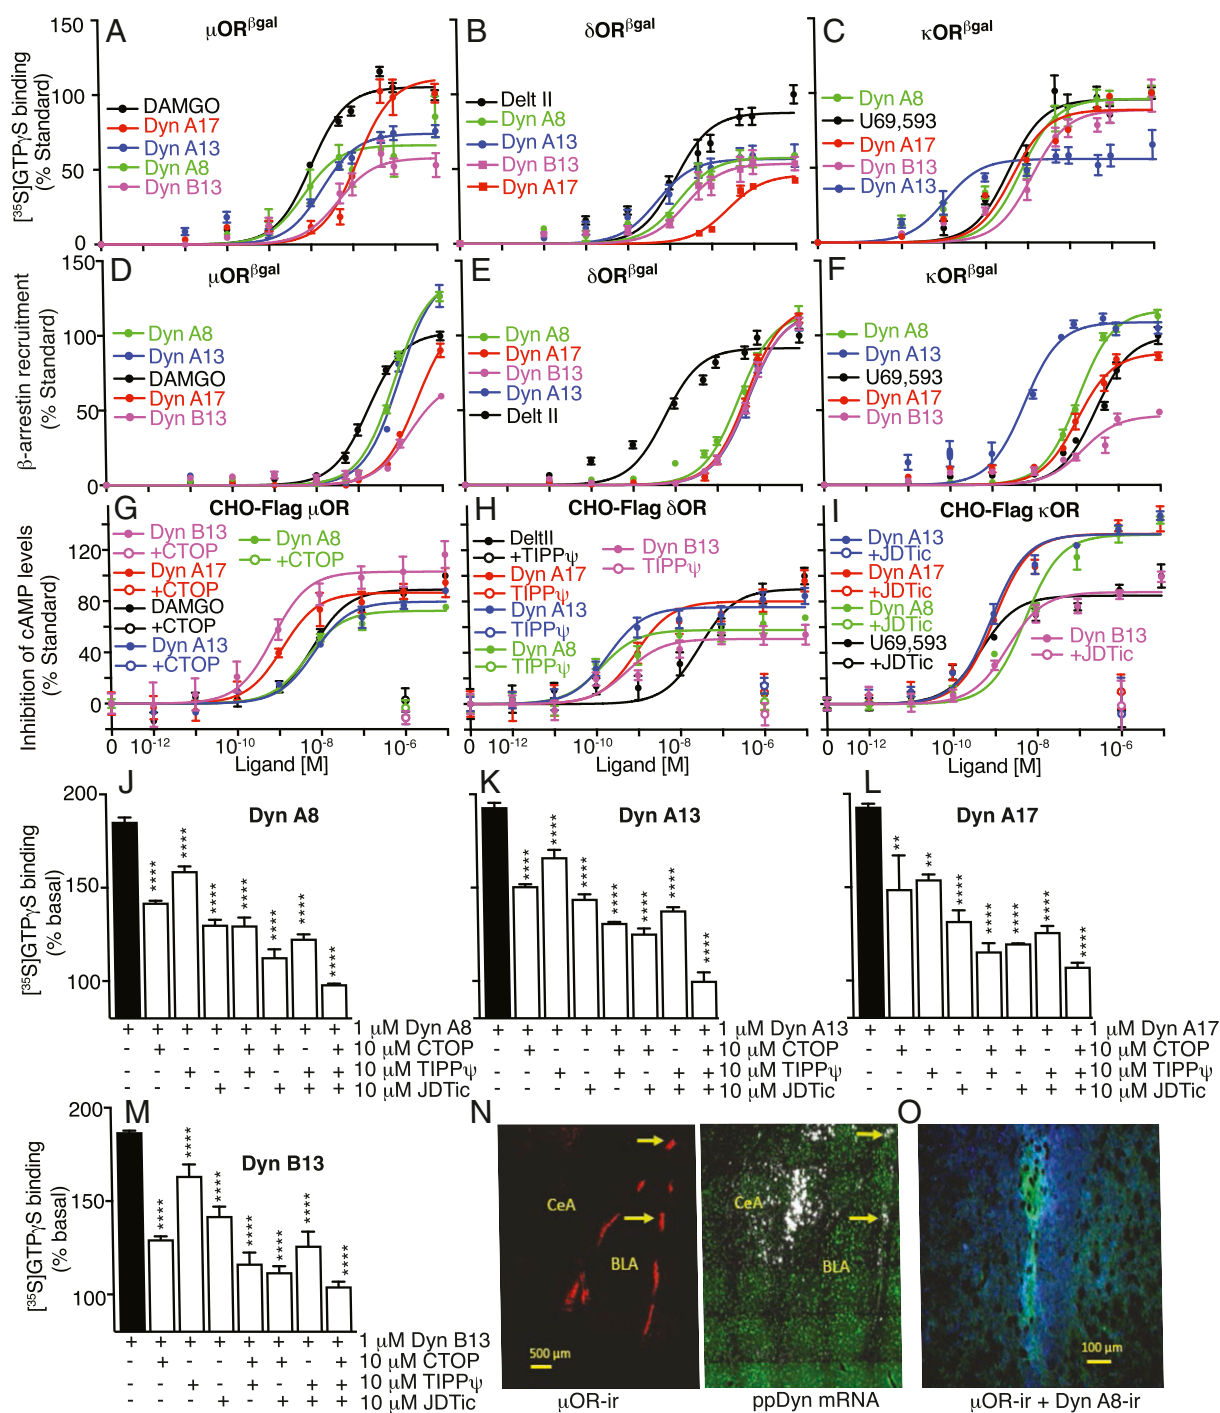 A
μOR^βgal
B
δOR^βgal
C
κOR^βgal
[³⁵S]GTPγS binding
(% Standard)
150
100
50
0
DAMGO
Dyn A17
Dyn A13
Dyn A8
Dyn B13
Delt II
Dyn A8
Dyn A13
Dyn B13
Dyn A17
Dyn A8
U69,593
Dyn A17
Dyn B13
Dyn A13
D
μOR^βgal
E
δOR^βgal
F
κOR^βgal
β-arrestin recruitment
(% Standard)
150
100
50
0
Dyn A8
Dyn A13
DAMGO
Dyn A17
Dyn B13
Dyn A8
Dyn A17
Dyn B13
Dyn A13
Delt II
Dyn A8
Dyn A13
U69,593
Dyn A17
Dyn B13
G
CHO-Flag μOR
H
CHO-Flag δOR
I
CHO-Flag κOR
Inhibition of cAMP levels
(% Standard)
120
80
40
0
Dyn B13
+CTOP
Dyn A17
+CTOP
DAMGO
+CTOP
Dyn A13
+CTOP
Dyn A8
+CTOP
DeltII
+TIPPψ
Dyn A17
TIPPψ
Dyn A13
TIPPψ
Dyn A8
TIPPψ
Dyn B13
TIPPψ
Dyn A13
+JDTic
Dyn A17
+JDTic
Dyn A8
+JDTic
U69,593
+JDTic
Dyn B13
+JDTic
0 10⁻¹² 10⁻¹⁰ 10⁻⁸ 10⁻⁶
Ligand [M]
0 10⁻¹² 10⁻¹⁰ 10⁻⁸ 10⁻⁶
Ligand [M]
0 10⁻¹² 10⁻¹⁰ 10⁻⁸ 10⁻⁶
Ligand [M]
J
Dyn A8
[³⁵S]GTPγS binding
(% basal)
200
150
100
**** **** **** **** **** **** ****
+ + + + + + + + 1 μM Dyn A8
- + - - + + - + 10 μM CTOP
- - + - + - + + 10 μM TIPPψ
- - - + - + + + 10 μM JDTic
K
Dyn A13
**** **** **** **** **** **** ****
+ + + + + + + + 1 μM Dyn A13
- + - - + + - + 10 μM CTOP
- - + - + - + + 10 μM TIPPψ
- - - + - + + + 10 μM JDTic
L
Dyn A17
** ** **** **** **** **** ****
+ + + + + + + + 1 μM Dyn A17
- + - - + + - + 10 μM CTOP
- - + - + - + + 10 μM TIPPψ
- - - + - + + + 10 μM JDTic
M
Dyn B13
[³⁵S]GTPγS binding
(% basal)
200
150
100
**** **** **** **** **** **** ****
+ + + + + + + + 1 μM Dyn B13
- + - - + + - + 10 μM CTOP
- - + - + - + + 10 μM TIPPψ
- - - + - + + + 10 μM JDTic
N
CeA
BLA
500 μm
μOR-ir
CeA
BLA
ppDyn mRNA
O
100 μm
μOR-ir + Dyn A8-ir